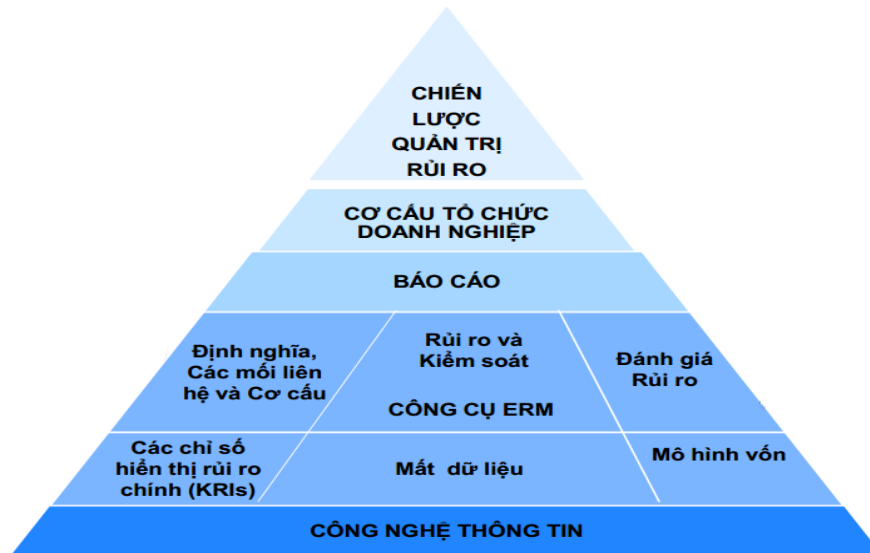 CHIẾN
LƯỢC
QUẢN TRỊ
RỦI RO
CƠ CẤU TỔ CHỨC
DOANH NGHIỆP
BÁO CÁO
Định nghĩa,
Các mối liên
hệ và Cơ cấu
Rủi ro và
Kiểm soát
Đánh giá
Rủi ro
CÔNG CỤ ERM
Các chỉ số
hiển thị rủi ro
chính (KRIs)
Mất dữ liệu
Mô hình vốn
CÔNG NGHỆ THÔNG TIN